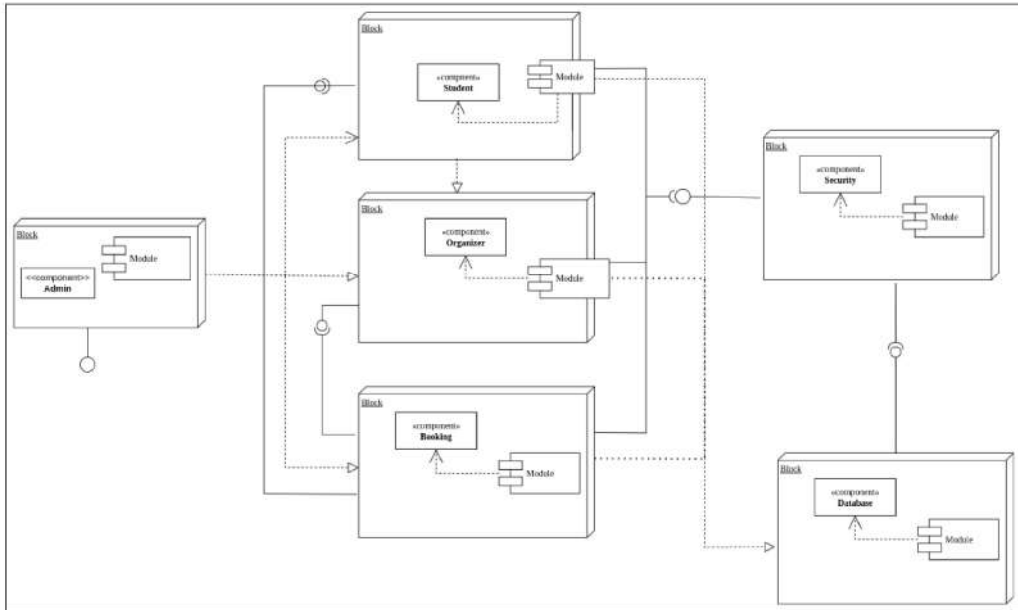 Block
«component»
Student
Module
Block
«component»
Organizer
Module
Block
<<component>>
Admin
Module
Block
«component»
Booking
Module
Block
«component»
Security
Module
Block
«component»
Database
Module